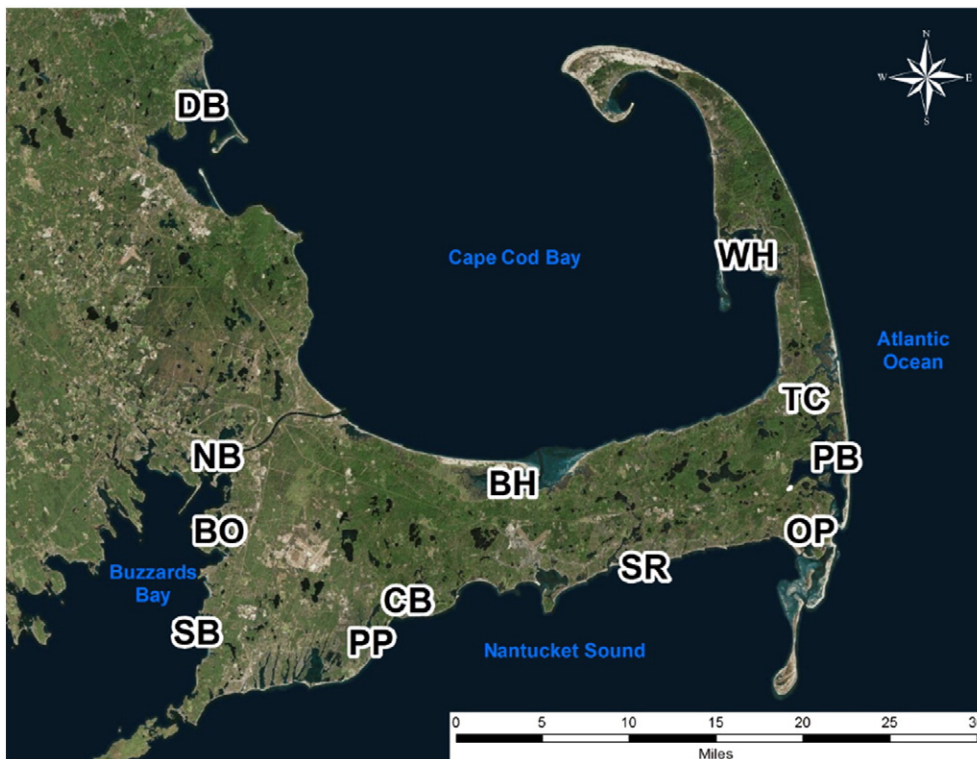 N
W E
S
DB
WH
Cape Cod Bay
Atlantic
Ocean
TC
NB
PB
BH
BO
OP
SR
Buzzards
Bay
CB
SB
PP
Nantucket Sound
0 5 10 15 20 25 30
Miles